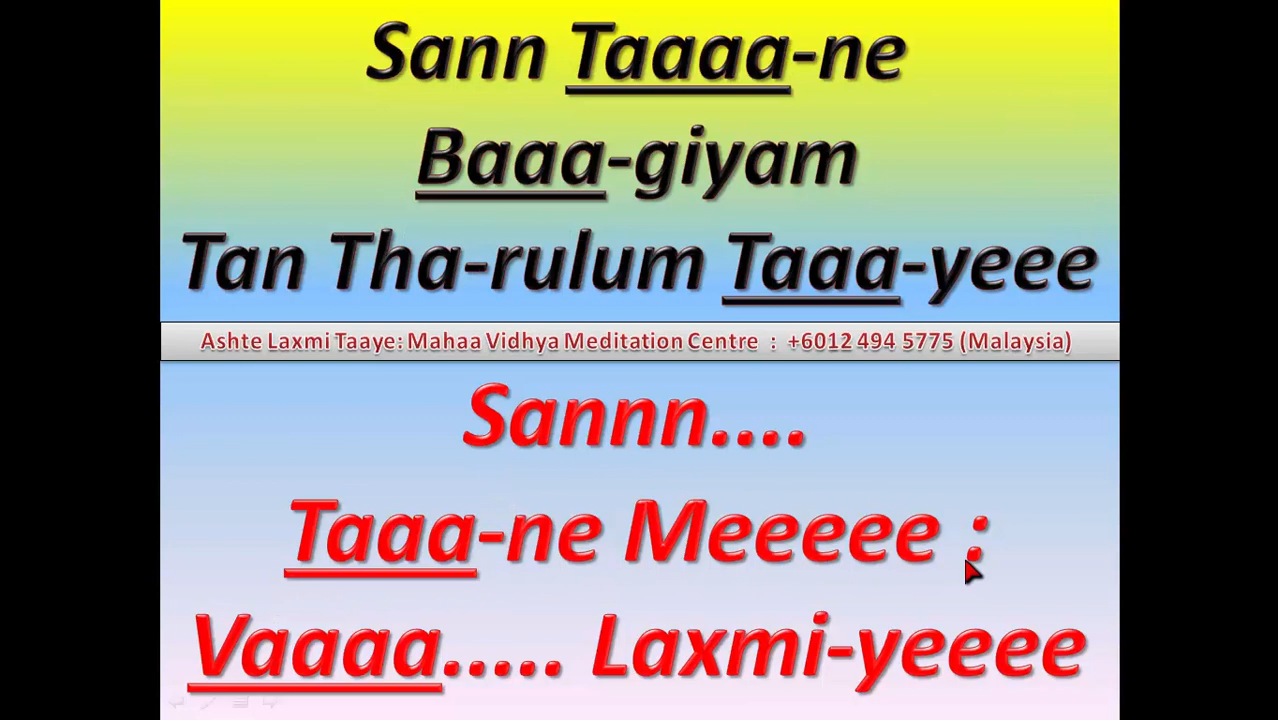 Sann Taaaa-ne
Baaa-giyam
Tan Tha-rulum Taaa-yeee
Ashte Laxmi Taaye: Mahaa Vidhya Meditation Centre : +6012 494 5775 (Malaysia)
Sannn....
Taaa-ne Meeeee :
Vaaaa..... Laxmi-yeeee